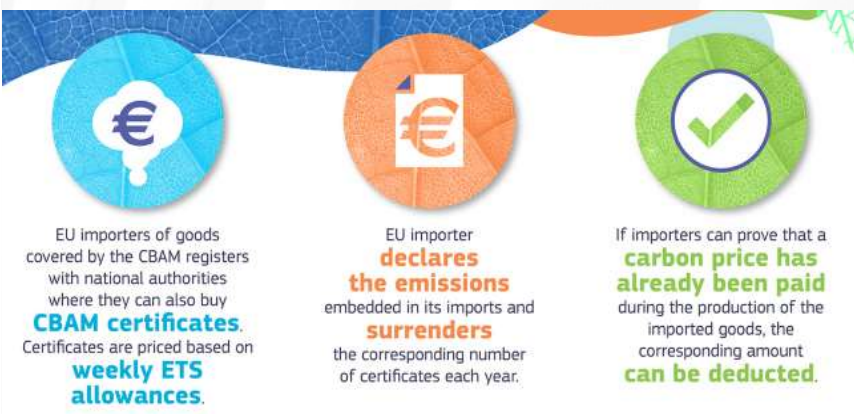 EU importers of goods
covered by the CBAM registers
with national authorities
where they can also buy
CBAM certificates.
Certificates are priced based on
weekly ETS
allowances.
EU importer
declares
the emissions
embedded in its imports and
surrenders
the corresponding number
of certificates each year.
If importers can prove that a
carbon price has
already been paid
during the production of the
imported goods, the
corresponding amount
can be deducted.